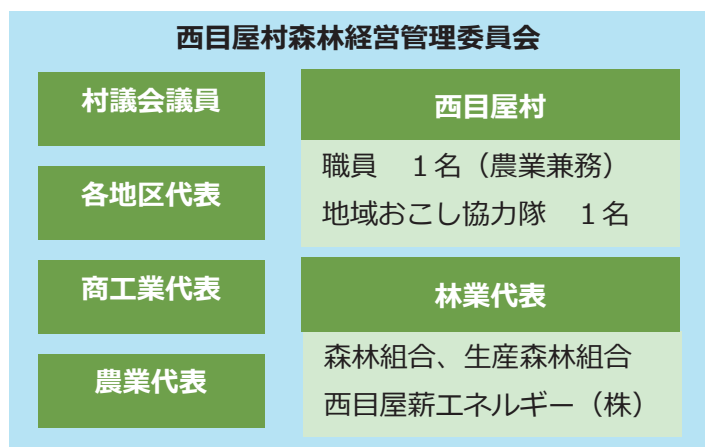 西目屋村森林経営管理委員会
村議会議員
各地区代表
商工業代表
農業代表
西目屋村
職員　１名（農業兼務）
地域おこし協力隊　１名
林業代表
森林組合、生産森林組合
西目屋薪エネルギー（株）